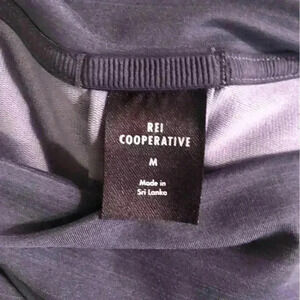 REI
COOPERATIVE
M
Made in
Sri Lanka